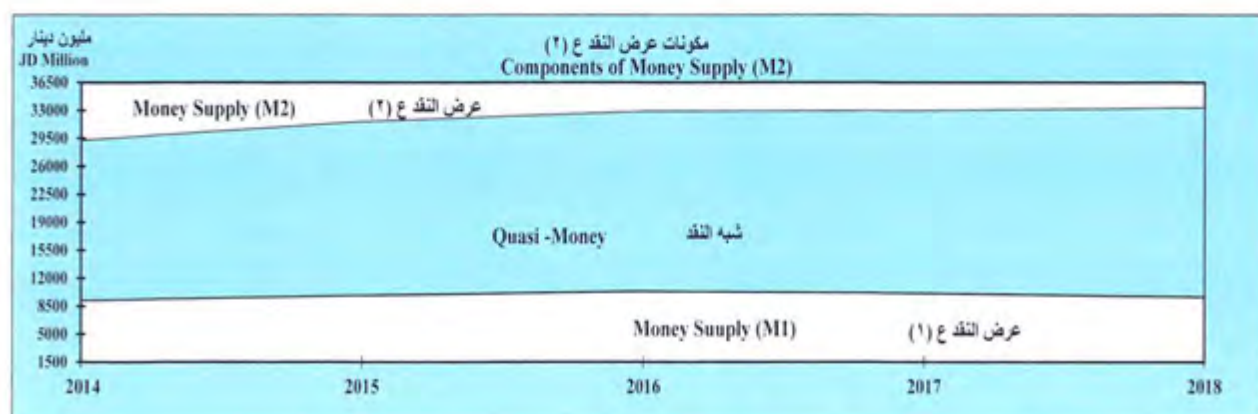 مليون دينار
JD Million
مكونات عرض النقد ع (٢)
Components of Money Supply (M2)
36500
33000
29500
26000
22500
19000
15500
12000
8500
5000
1500
Money Supply (M2) عرض النقد ع (٢)
Quasi -Money شبه النقد
Money Suuply (M1) عرض النقد ع (١)
2014 2015 2016 2017 2018